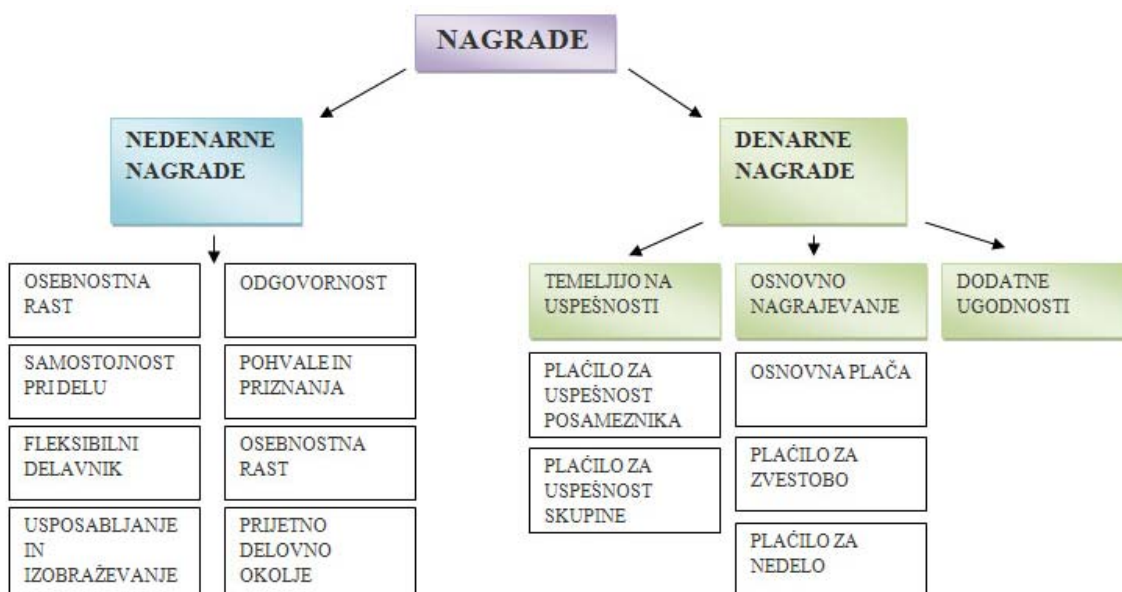 NAGRADE
NEDENARNE
NAGRADE
DENARNE
NAGRADE
OSEBNOSTNA
RAST
ODGOVORNOST
SAMOSTOJNOST
PRI DELU
POHVALE IN
PRIZNANJA
FLEKSIBILNI
DELAVNIK
OSEBNOSTNA
RAST
USPOSABLJANJE
IN
IZOBRAŽEVANJE
PRIJETNO
DELOVNO
OKOLJE
TEMELJIJO NA
USPEŠNOSTI
OSNOVNO
NAGRAJEVANJE
DODATNE
UGODNOSTI
PLAČILO ZA
USPEŠNOST
POSAMEZNIKA
PLAČILO ZA
USPEŠNOST
SKUPINE
OSNOVNA PLAČA
PLAČILO ZA
ZVESTOBO
PLAČILO ZA
NEDELO